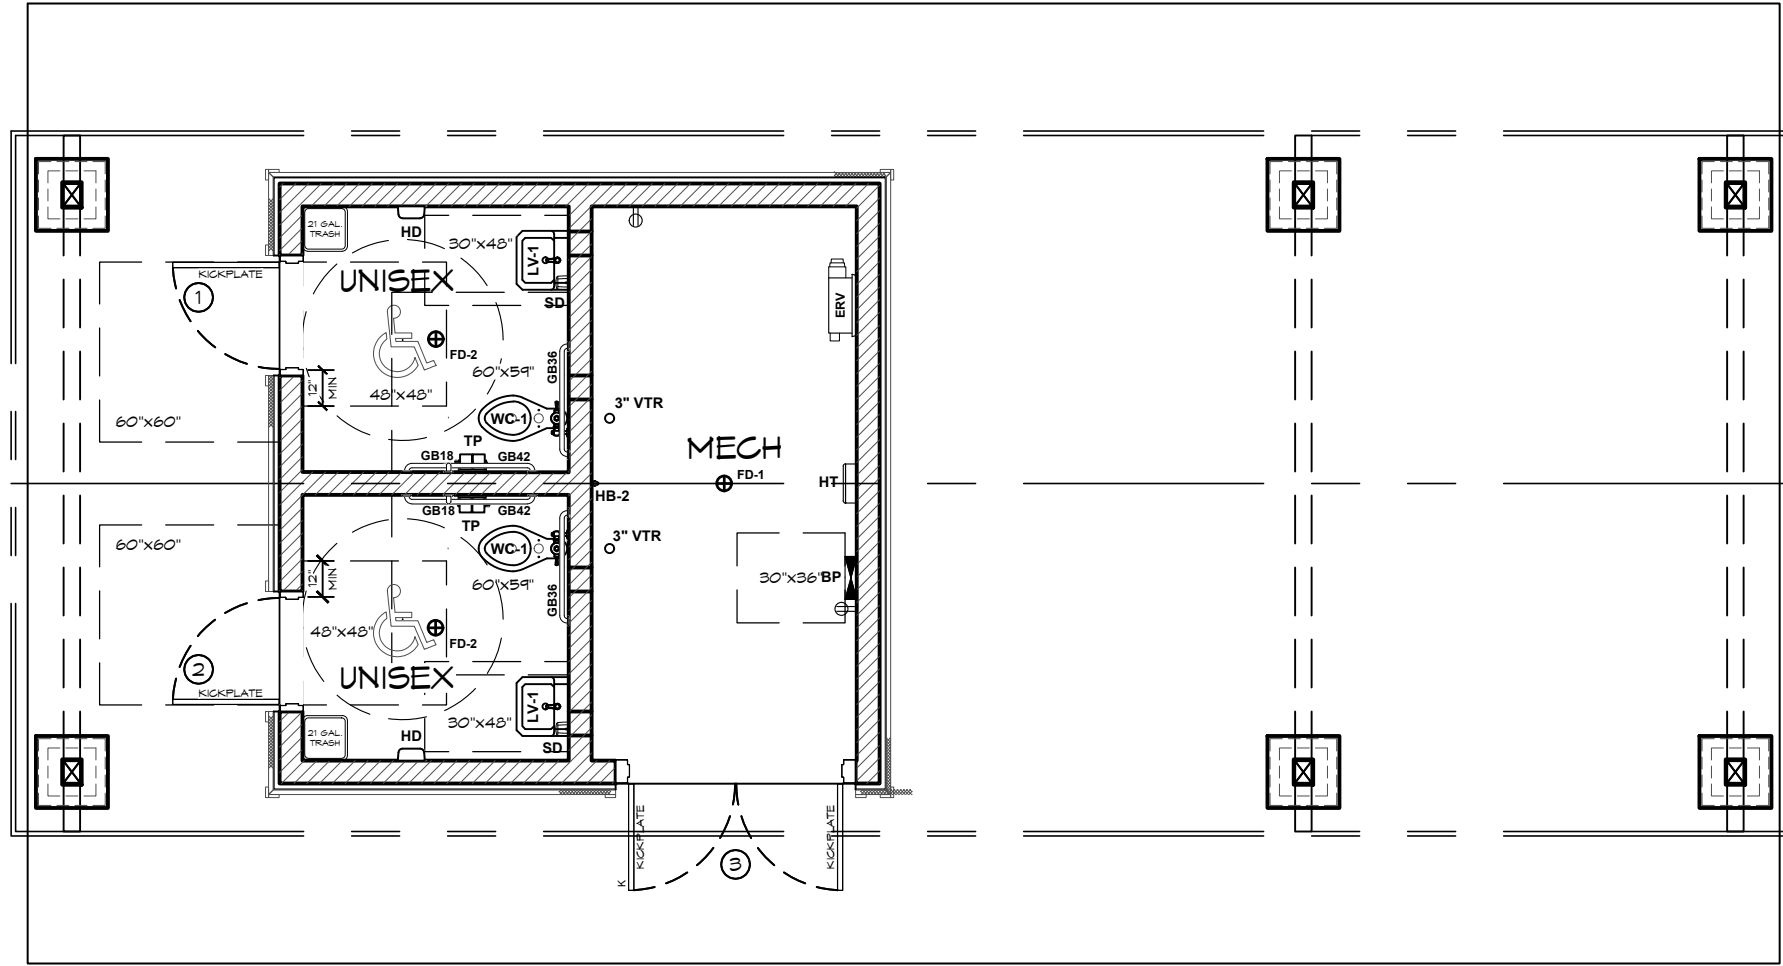 21 GAL.
TRASH
HD
30"x48"
LV-1
SD
KICKPLATE
UNISEX
1
ERV
FD-2
GB36
60"x59"
48"x48"
12"
MIN
60"x60"
WC-1
3" VTR
TP
GB18
GB42
MECH
FD-1
HT
HB-2
GB18
GB42
TP
60"x60"
WC-1
3" VTR
12"
MIN
60"x59"
GB36
30"x36"
BP
48"x48"
FD-2
2
UNISEX
KICKPLATE
30"x48"
LV-1
21 GAL.
TRASH
HD
SD
KICKPLATE
KICKPLATE
3
K